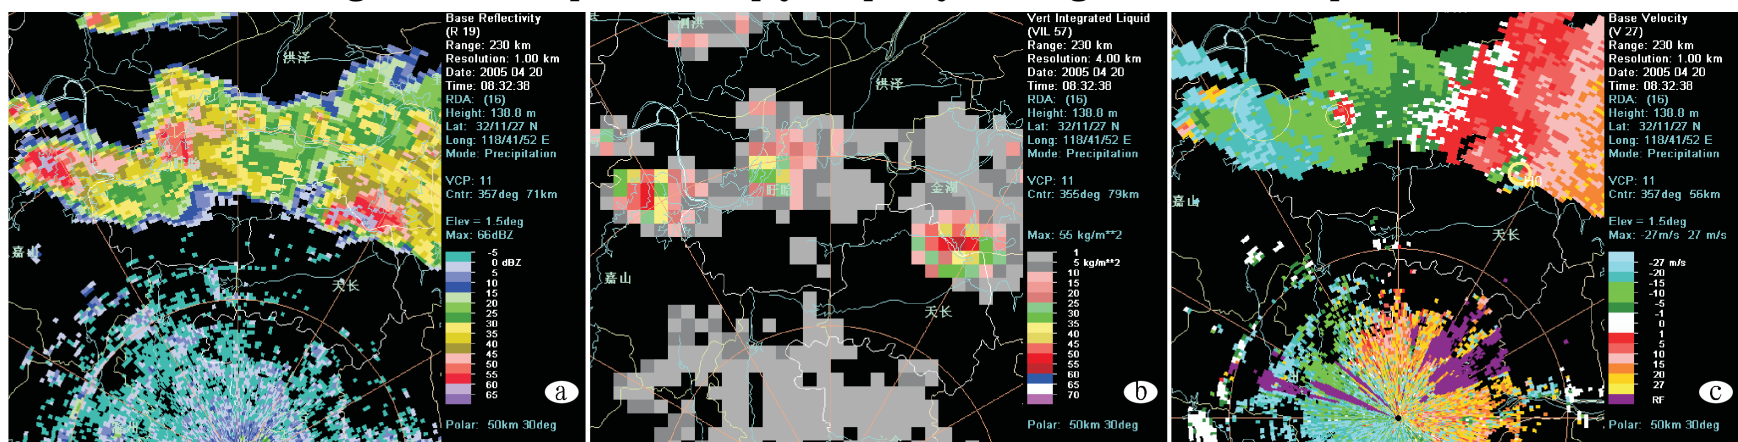 Base Reflectivity
(R 19)
Range: 230 km
Resolution: 1.00 km
Date: 2005 04 20
Time: 08:32:38
RDA: (16)
Height: 138.8 m
Lat: 32/11/27 N
Long: 118/41/52 E
Mode: Precipitation
VCP: 11
Cntr: 357deg 71km
Elev = 1.5deg
Max: 66dBZ
-5
0 dBZ
5
10
15
20
25
30
35
40
45
50
55
60
65
Polar: 50km 30deg
洪泽
嘉山
天长
a
Vert Integrated Liquid
(VIL 57)
Range: 230 km
Resolution: 4.00 km
Date: 2005 04 20
Time: 08:32:38
RDA: (16)
Height: 138.8 m
Lat: 32/11/27 N
Long: 118/41/52 E
Mode: Precipitation
VCP: 11
Cntr: 355deg 79km
Max: 55 kg/m**2
1
5 kg/m**2
10
15
20
25
30
35
40
45
50
55
60
65
70
Polar: 50km 30deg
泗洪
洪泽
金湖
嘉山
天长
b
Base Velocity
(V 27)
Range: 230 km
Resolution: 1.00 km
Date: 2005 04 20
Time: 08:32:38
RDA: (16)
Height: 138.8 m
Lat: 32/11/27 N
Long: 118/41/52 E
Mode: Precipitation
VCP: 11
Cntr: 357deg 56km
Elev = 1.5deg
Max: -27m/s 27 m/s
-27 m/s
-20
-15
-10
-5
-1
0
1
5
10
15
20
27
RF
Polar: 50km 30deg
嘉山
天长
c